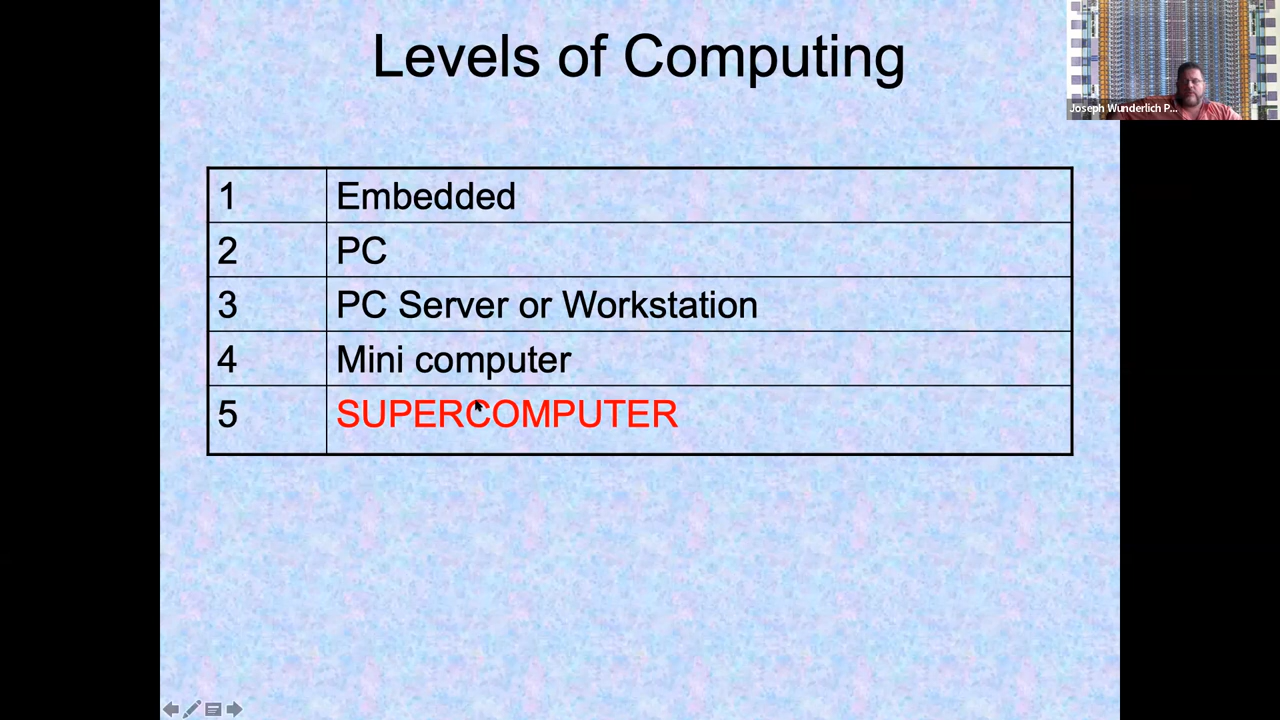 Levels of Computing
Joseph Wunderlich P...
1 Embedded
2 PC
3 PC Server or Workstation
4 Mini computer
5 SUPERCOMPUTER